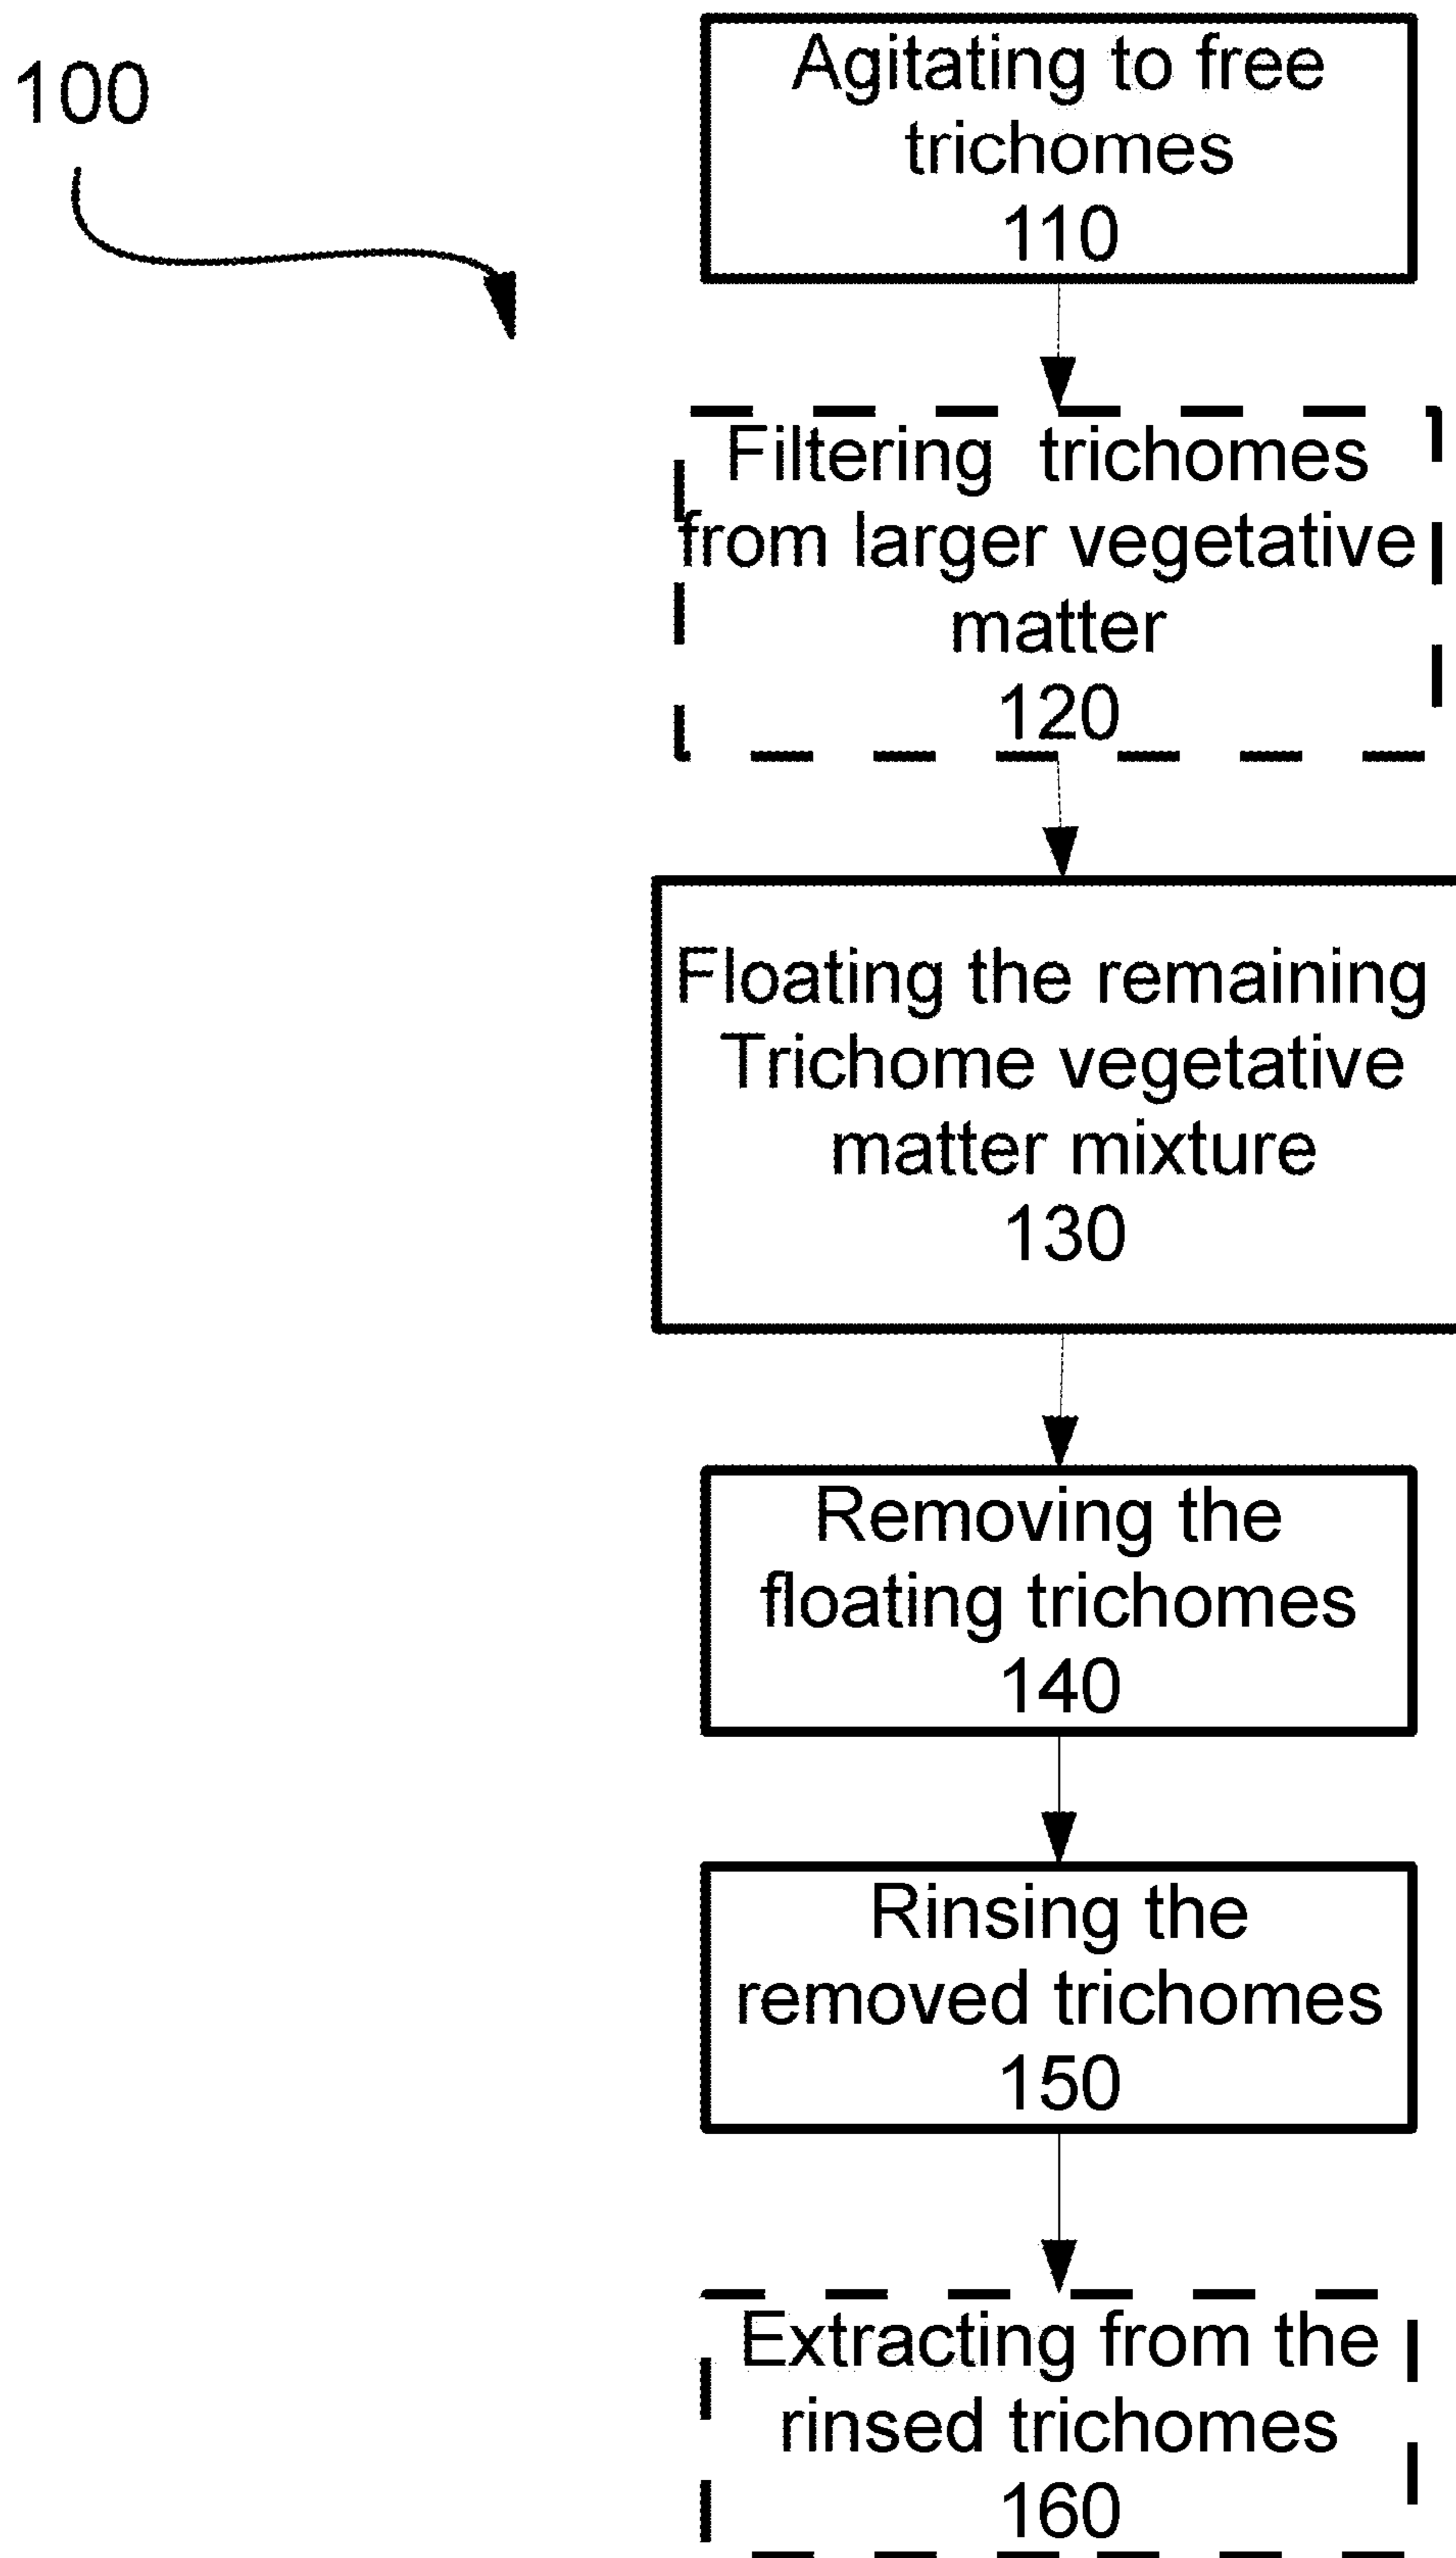 100
Agitating to free
trichomes
110
Filtering trichomes
from larger vegetative
matter
120
Floating the remaining
Trichome vegetative
matter mixture
130
Removing the
floating trichomes
140
Rinsing the
removed trichomes
150
Extracting from the
rinsed trichomes
160